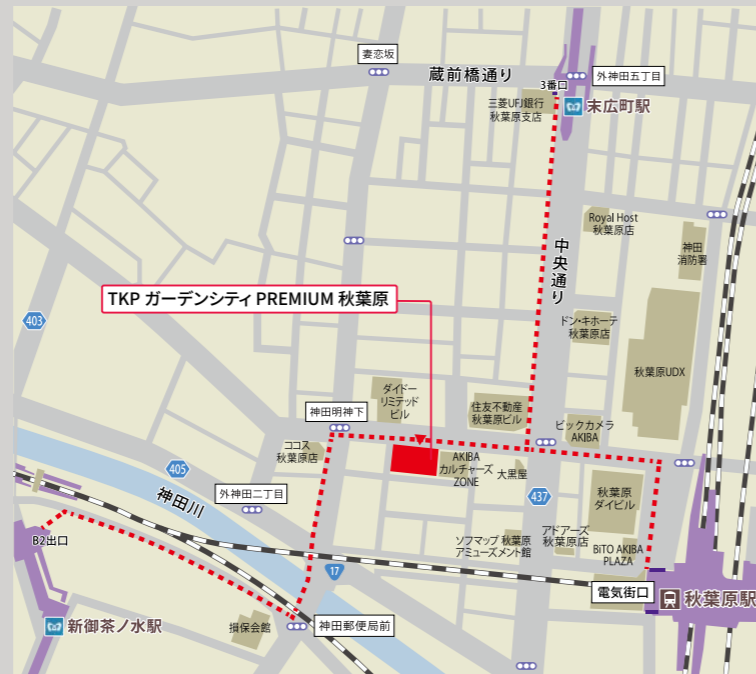 妻恋坂
蔵前橋通り
外神田五丁目
3番口
三菱UFJ銀行
秋葉原支店
末広町駅
Royal Host
秋葉原店
神田
消防署
中央通り
TKP ガーデンシティ PREMIUM 秋葉原
403
ドン・キホーテ
秋葉原店
秋葉原UDX
ダイドー
リミテッド
ビル
住友不動産
秋葉原ビル
神田明神下
ビックカメラ
AKIBA
ココス
秋葉原店
AKIBA
カルチャーズ
ZONE
大黒屋
405
神田川
外神田二丁目
437
秋葉原
ダイビル
B2出口
ソフマップ 秋葉原
アミューズメント館
アドアーズ
秋葉原店
BiTO AKIBA
PLAZA
17
電気街口
秋葉原駅
新御茶ノ水駅
損保会館
神田郵便局前